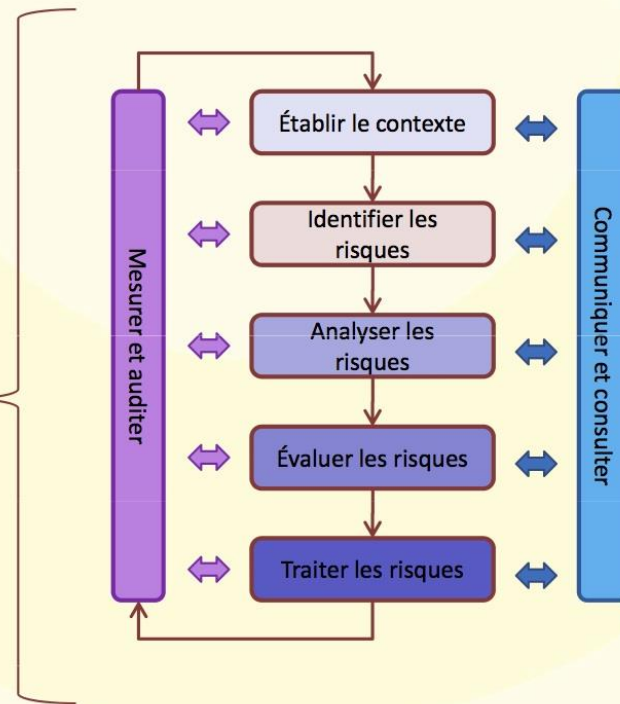 Établir le contexte
Identifier les
risques
Analyser les
risques
Évaluer les risques
Traiter les risques
Mesurer et auditer
Communiquer et consulter